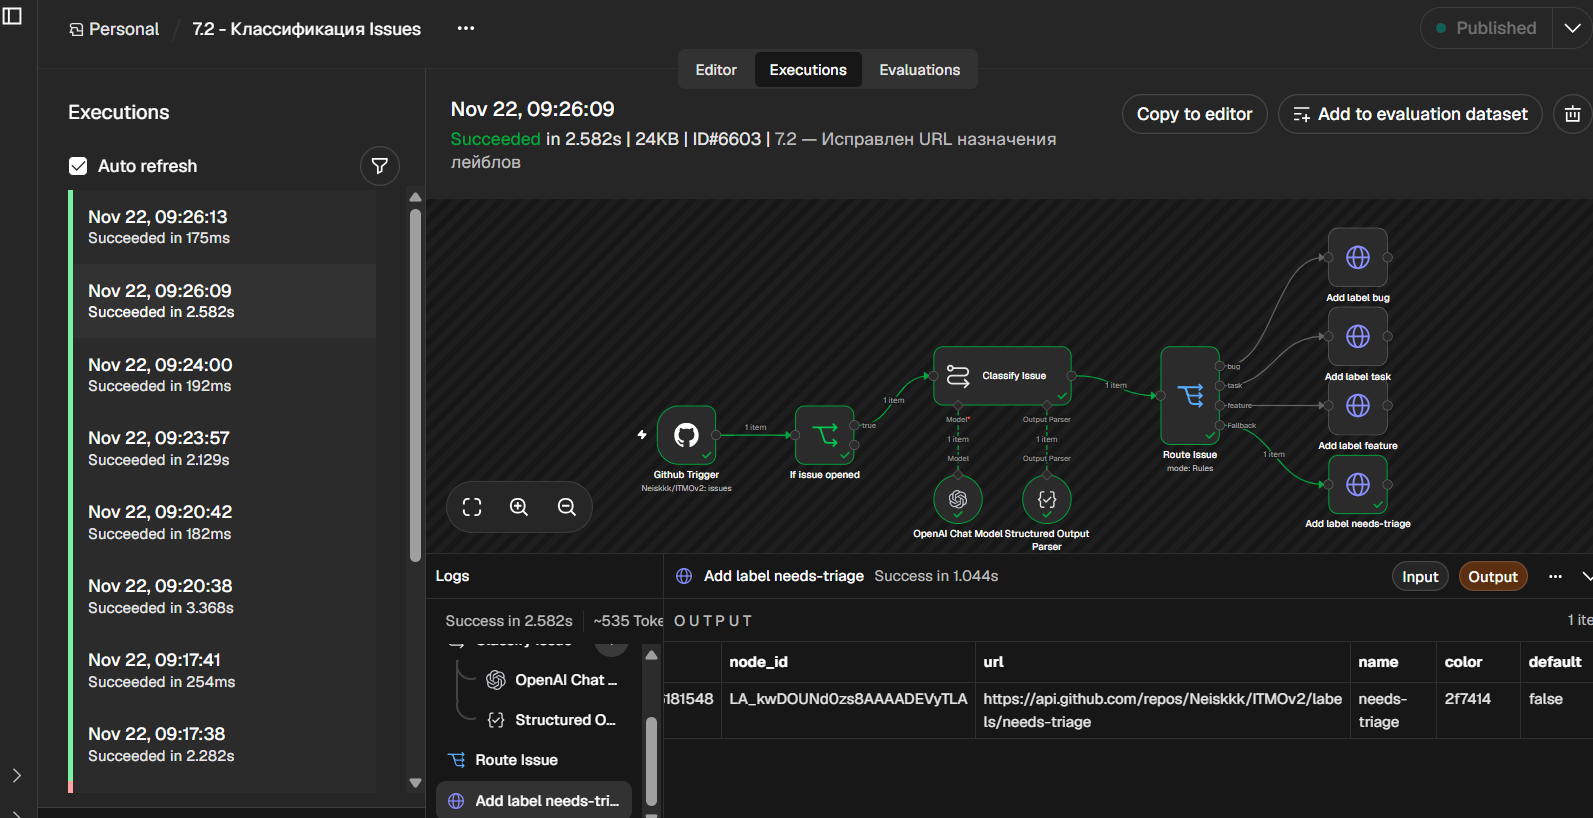 Personal / 7.2 - Классификация Issues ...
Published
Editor Executions Evaluations
Executions
Auto refresh
Nov 22, 09:26:13
Succeeded in 175ms
Nov 22, 09:26:09
Succeeded in 2.582s
Nov 22, 09:24:00
Succeeded in 192ms
Nov 22, 09:23:57
Succeeded in 2.129s
Nov 22, 09:20:42
Succeeded in 182ms
Nov 22, 09:20:38
Succeeded in 3.368s
Nov 22, 09:17:41
Succeeded in 254ms
Nov 22, 09:17:38
Succeeded in 2.282s
Nov 22, 09:26:09
Succeeded in 2.582s | 24KB | ID#6603 | 7.2 — Исправлен URL назначения
лейблов
Copy to editor
Add to evaluation dataset
1 item
Github Trigger
Neiskkk/ITMOv2: issues
true
If issue opened
1 item
Classify Issue
Model*
Output Parser
1 item
1 item
Model
Output Parser
OpenAI Chat Model
Structured Output
Parser
1 item
bug
task
feature
Fallback
Route Issue
mode: Rules
1 item
Add label bug
Add label task
Add label feature
Add label needs-triage
Logs
Success in 2.582s | ~535 Toke
OpenAI Chat ...
Structured O...
Route Issue
Add label needs-tri...
Add label needs-triage Success in 1.044s
Input Output ...
OUTPUT
1 ite
node_id url name color default
181548 LA_kwDOUNd0zs8AAAADEVyTLA https://api.github.com/repos/Neiskkk/ITMOv2/labe needs- 2f7414 false
ls/needs-triage triage